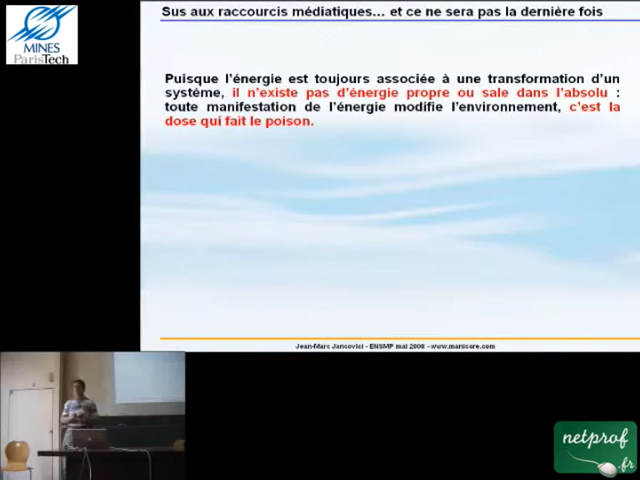 Sus aux raccourcis médiatiques... et ce ne sera pas la dernière fois
MINES
ParisTech
Puisque l'énergie est toujours associée à une transformation d'un
système, il n'existe pas d'énergie propre ou sale dans l'absolu :
toute manifestation de l'énergie modifie l'environnement, c'est la
dose qui fait le poison.
Jean-Marc Jancovici - ENSMP mai 2008 - www.manicore.com
netprof
.fr